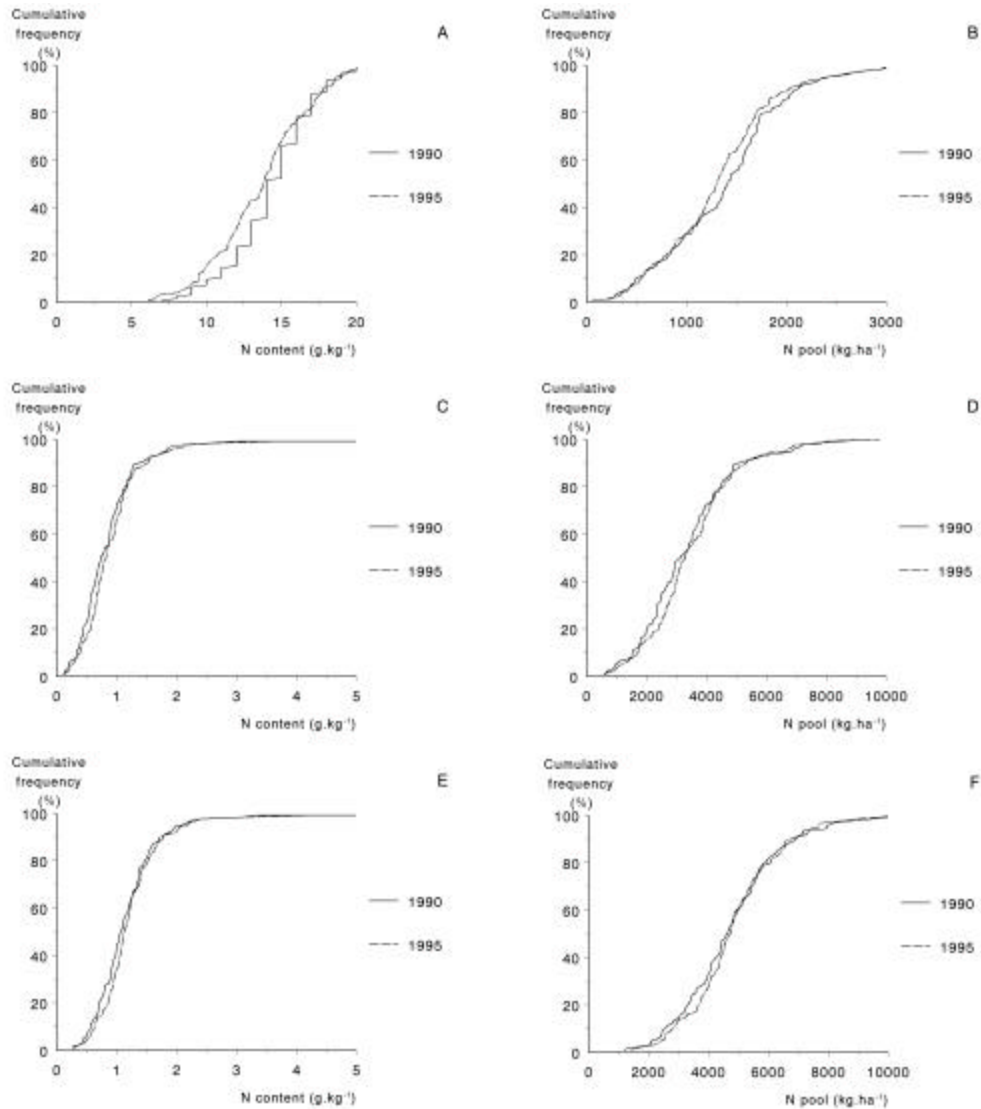 Cumulative
frequency
(%)
A
100
80
60
40
20
0
0 5 10 15 20
N content (g.kg⁻¹)
1990
1995
Cumulative
frequency
(%)
B
100
80
60
40
20
0
0 1000 2000 3000
N pool (kg.ha⁻¹)
1990
1995
Cumulative
frequency
(%)
C
100
80
60
40
20
0
0 1 2 3 4 5
N content (g.kg⁻¹)
1990
1995
Cumulative
frequency
(%)
D
100
80
60
40
20
0
0 2000 4000 6000 8000 10000
N pool (kg.ha⁻¹)
1990
1995
Cumulative
frequency
(%)
E
100
80
60
40
20
0
0 1 2 3 4 5
N content (g.kg⁻¹)
1990
1995
Cumulative
frequency
(%)
F
100
80
60
40
20
0
0 2000 4000 6000 8000 10000
N pool (kg.ha⁻¹)
1990
1995